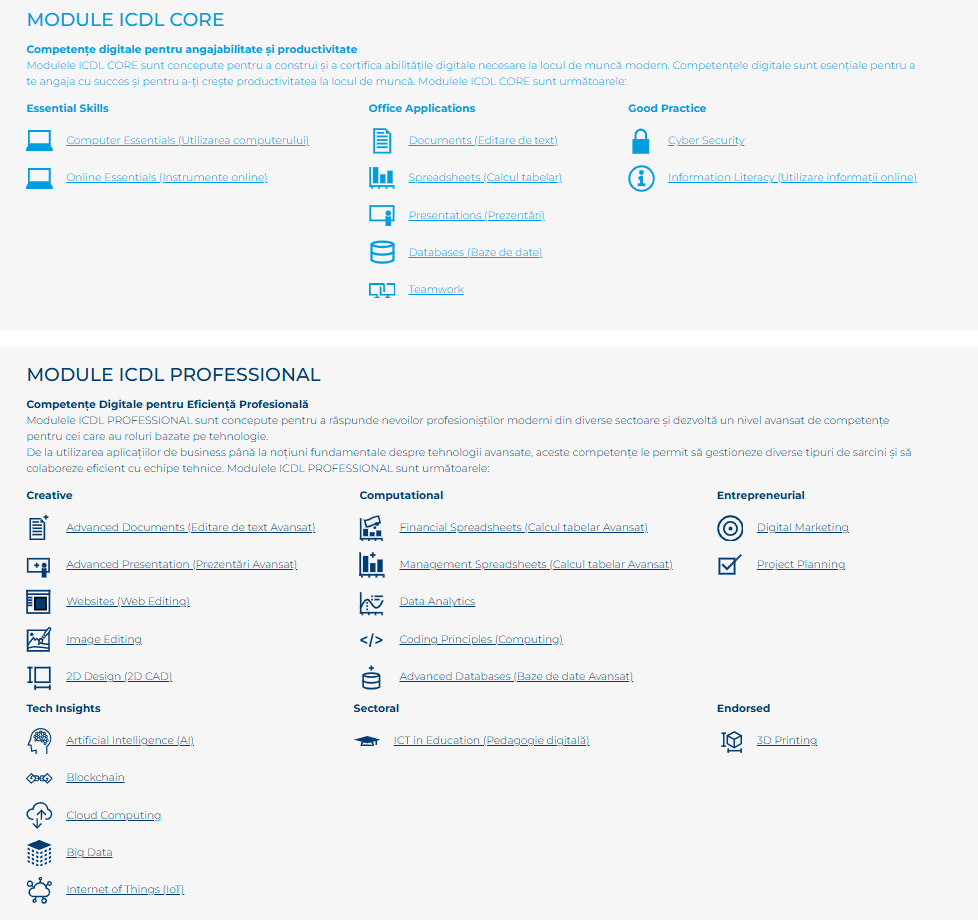 MODULE ICDL CORE
Competențe digitale pentru angajabilitate și productivitate
Modulele ICDL CORE sunt concepute pentru a construi și a certifica abilitățile digitale necesare la locul de muncă modern. Competențele digitale sunt esențiale pentru a
te angaja cu succes și pentru a-ți crește productivitatea la locul de muncă. Modulele ICDL CORE sunt următoarele:
Essential Skills
Computer Essentials (Utilizarea computerului)
Online Essentials (Instrumente online)
Office Applications
Documents (Editare de text)
Spreadsheets (Calcul tabelar)
Presentations (Prezentări)
Databases (Baze de date)
Teamwork
Good Practice
Cyber Security
Information Literacy (Utilizare informații online)
MODULE ICDL PROFESSIONAL
Competențe Digitale pentru Eficiență Profesională
Modulele ICDL PROFESSIONAL sunt concepute pentru a răspunde nevoilor profesioniștilor moderni din diverse sectoare și dezvoltă un nivel avansat de competențe
pentru cei care au roluri bazate pe tehnologie.
De la utilizarea aplicațiilor de business până la noțiuni fundamentale despre tehnologii avansate, aceste competențe le permit să gestioneze diverse tipuri de sarcini și să
colaboreze eficient cu echipe tehnice. Modulele ICDL PROFESSIONAL sunt următoarele:
Creative
Advanced Documents (Editare de text Avansat)
Advanced Presentation (Prezentări Avansat)
Websites (Web Editing)
Image Editing
2D Design (2D CAD)
Computational
Financial Spreadsheets (Calcul tabelar Avansat)
Management Spreadsheets (Calcul tabelar Avansat)
Data Analytics
Coding Principles (Computing)
Advanced Databases (Baze de date Avansat)
Entrepreneurial
Digital Marketing
Project Planning
Tech Insights
Artificial Intelligence (AI)
Blockchain
Cloud Computing
Big Data
Internet of Things (IoT)
Sectoral
ICT in Education (Pedagogie digitală)
Endorsed
3D Printing